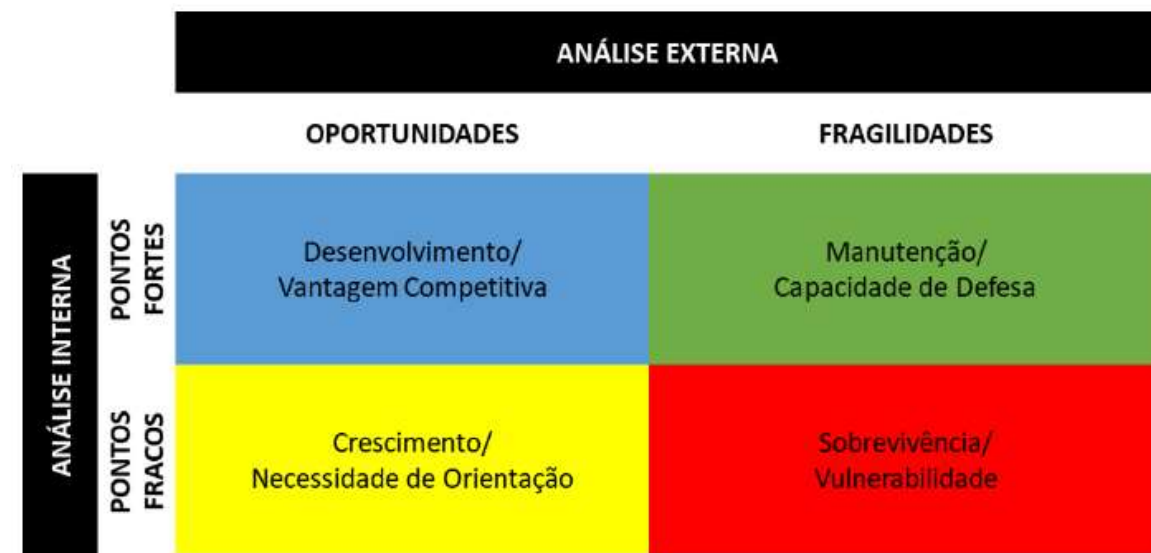 ANÁLISE EXTERNA
OPORTUNIDADES
FRAGILIDADES
ANÁLISE INTERNA
PONTOS
FORTES
Desenvolvimento/
Vantagem Competitiva
Manutenção/
Capacidade de Defesa
PONTOS
FRACOS
Crescimento/
Necessidade de Orientação
Sobrevivência/
Vulnerabilidade